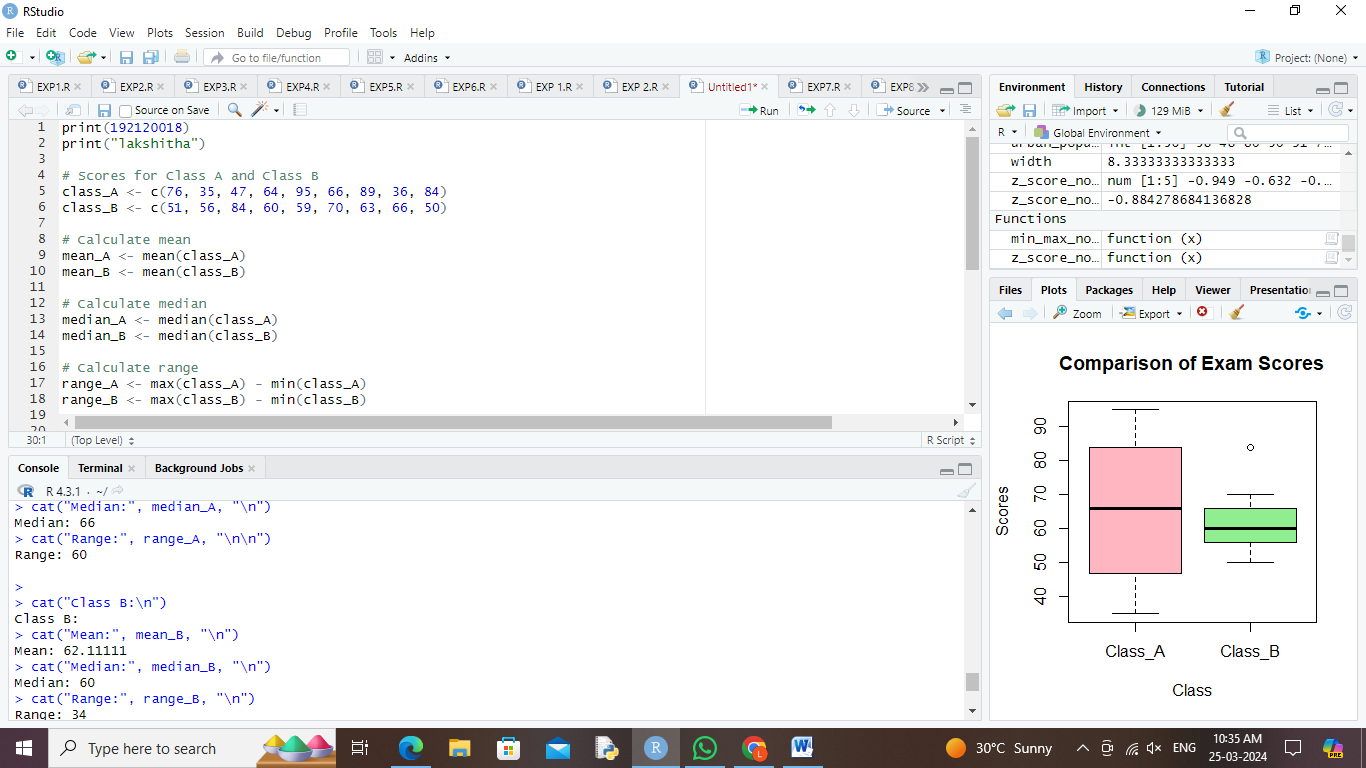 RStudio
File Edit Code View Plots Session Build Debug Profile Tools Help
Go to file/function
Addins
Project: (None)
EXP1.R
EXP2.R
EXP3.R
EXP4.R
EXP5.R
EXP6.R
EXP 1.R
EXP 2.R
Untitled1*
EXP7.R
EXP8
Source on Save
Run
Source
1 print(192120018)
2 print("lakshitha")
3
4 # Scores for Class A and Class B
5 class_A <- c(76, 35, 47, 64, 95, 66, 89, 36, 84)
6 class_B <- c(51, 56, 84, 60, 59, 70, 63, 66, 50)
7
8 # Calculate mean
9 mean_A <- mean(class_A)
10 mean_B <- mean(class_B)
11
12 # Calculate median
13 median_A <- median(class_A)
14 median_B <- median(class_B)
15
16 # Calculate range
17 range_A <- max(class_A) - min(class_A)
18 range_B <- max(class_B) - min(class_B)
19
20
30:1 (Top Level) R Script
Console Terminal Background Jobs
R 4.3.1 · ~/
> cat("Median:", median_A, "\n")
Median: 66
> cat("Range:", range_A, "\n\n")
Range: 60
>
> cat("Class B:\n")
Class B:
> cat("Mean:", mean_B, "\n")
Mean: 62.11111
> cat("Median:", median_B, "\n")
Median: 60
> cat("Range:", range_B, "\n")
Range: 34
Environment History Connections Tutorial
Import 129 MiB List
R Global Environment
width 8.33333333333333
z_score_no… num [1:5] -0.949 -0.632 -0.…
z_score_no… -0.884278684136828
Functions
min_max_no… function (x)
z_score_no… function (x)
Files Plots Packages Help Viewer Presentatio
Zoom Export
Comparison of Exam Scores
Scores
90
80
70
60
50
40
Class_A Class_B
Class
Type here to search
30°C Sunny
ENG
10:35 AM
25-03-2024
PRE